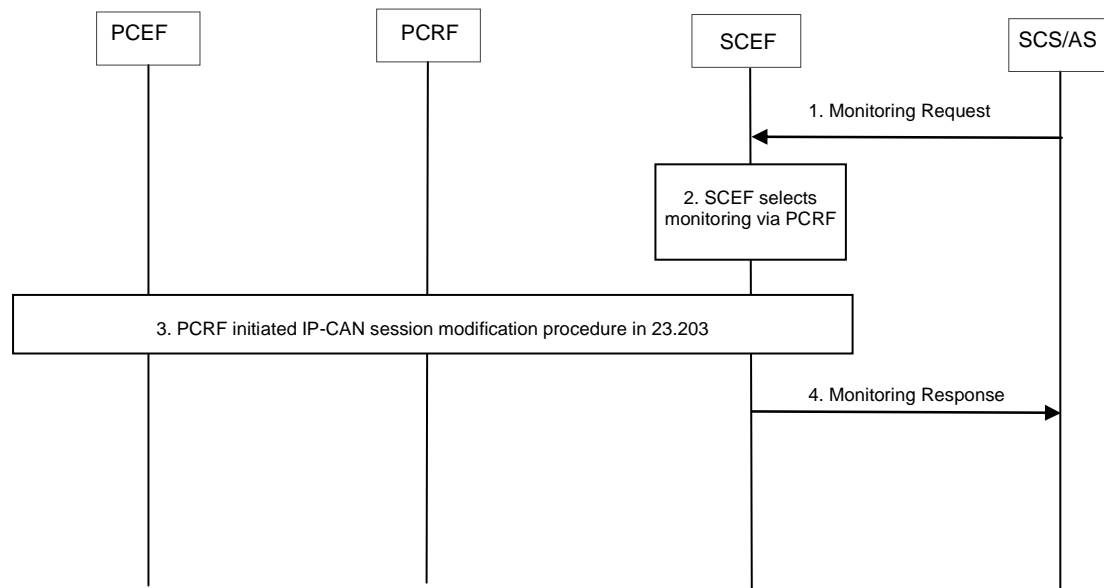 PCEF
PCRF
SCEF
SCS/AS
1. Monitoring Request
2. SCEF selects
monitoring via PCRF
3. PCRF initiated IP-CAN session modification procedure in 23.203
4. Monitoring Response